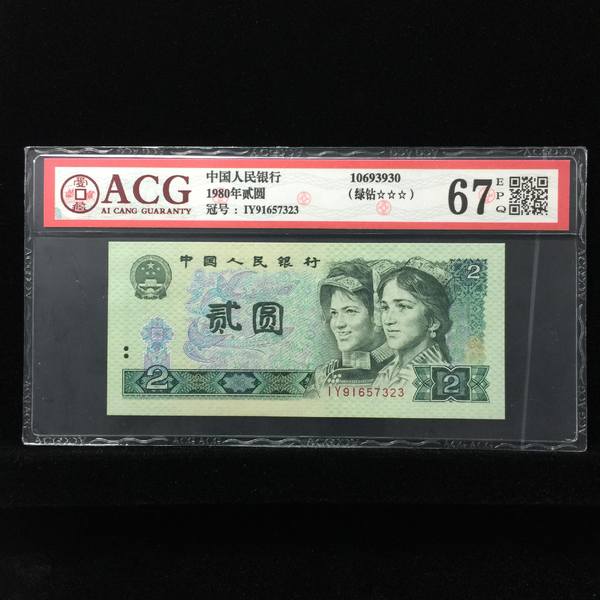 ACG
AI CANG GUARANTY
中国人民银行
1980年贰圆
冠号：IY91657323
10693930
（绿钻☆☆☆）
67
EPQ
中国人民银行
2
贰圆
2
2
IY91657323